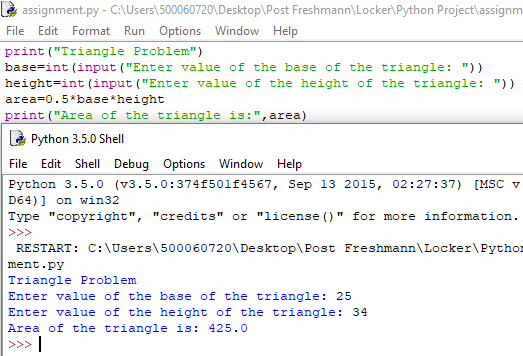 assignment.py - C:\Users\500060720\Desktop\Post Freshmann\Locker\Python Project\assignm
File Edit Format Run Options Window Help
print("Triangle Problem")
base=int(input("Enter value of the base of the triangle: "))
height=int(input("Enter value of the height of the triangle: "))
area=0.5*base*height
print("Area of the triangle is:",area)
Python 3.5.0 Shell
File Edit Shell Debug Options Window Help
Python 3.5.0 (v3.5.0:374f501f4567, Sep 13 2015, 02:27:37) [MSC v
D64)] on win32
Type "copyright", "credits" or "license()" for more information.
>>>
RESTART: C:\Users\500060720\Desktop\Post Freshmann\Locker\Python
ment.py
Triangle Problem
Enter value of the base of the triangle: 25
Enter value of the height of the triangle: 34
Area of the triangle is: 425.0
>>>